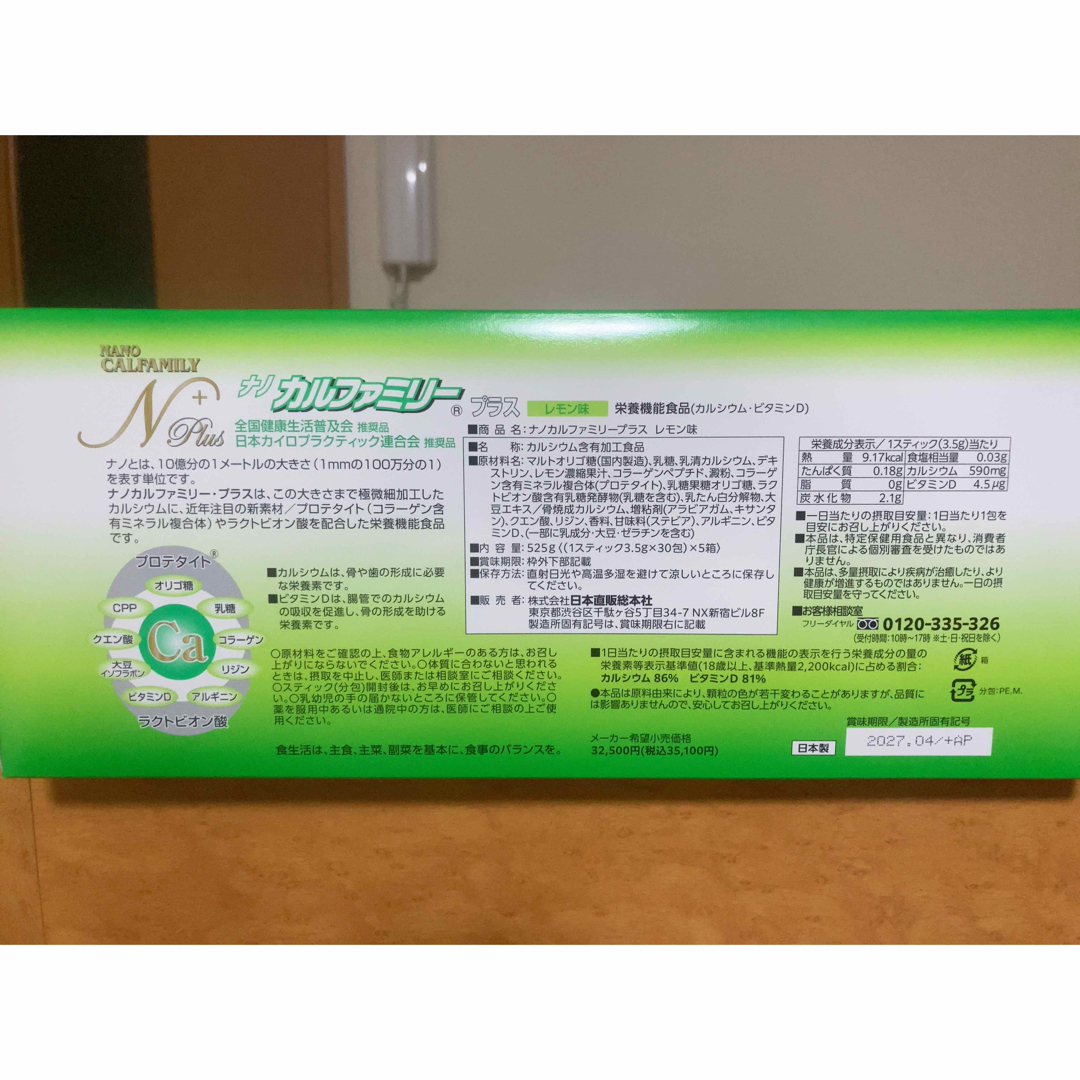 NANO
CALFAMILY
N+
Plus
ナノ カルファミリー® プラス
レモン味
栄養機能食品(カルシウム・ビタミンD)
全国健康生活普及会 推奨品
日本カイロプラクティック連合会 推奨品
ナノとは、10億分の1メートルの大きさ(1mmの100万分の1)
を表す単位です。
ナノカルファミリー・プラスは、この大きさまで極微細加工した
カルシウムに、近年注目の新素材/プロテタイト(コラーゲン含
有ミネラル複合体)やラクトビオン酸を配合した栄養機能食品
です。
プロテタイト®
オリゴ糖
CPP
乳糖
クエン酸
Ca
コラーゲン
大豆
イソフラボン
リジン
ビタミンD
アルギニン
ラクトビオン酸
■カルシウムは、骨や歯の形成に必要
な栄養素です。
■ビタミンDは、腸管でのカルシウム
の吸収を促進し、骨の形成を助ける
栄養素です。
○原材料をご確認の上、食物アレルギーのある方は、お召し
上がりにならないでください。○体質に合わないと思われる
ときは、摂取を中止し、医師または相談室にご相談ください。
○スティック(分包)開封後は、お早めにお召し上がりくださ
い。○乳幼児の手の届かないところに保管してください。○
薬を服用中あるいは通院中の方は、医師にご相談の上ご使
用ください。
食生活は、主食、主菜、副菜を基本に、食事のバランスを。
■商品名:ナノカルファミリープラス レモン味
■名 称:カルシウム含有加工食品
■原材料名:マルトオリゴ糖(国内製造)、乳糖、乳清カルシウム、デキ
ストリン、レモン濃縮果汁、コラーゲンペプチド、澱粉、コラーゲ
ン含有ミネラル複合体(プロテタイト)、乳糖果糖オリゴ糖、ラク
トビオン酸含有乳糖発酵物(乳糖を含む)、乳たん白分解物、大
豆エキス/骨焼成カルシウム、増粘剤(アラビアガム、キサンタ
ン)、クエン酸、リジン、香料、甘味料(ステビア)、アルギニン、ビタ
ミンD、(一部に乳成分・大豆・ゼラチンを含む)
■内容量:525g((1スティック3.5g×30包)×5箱)
■賞味期限:枠外下部記載
■保存方法:直射日光や高温多湿を避けて涼しいところに保存し
てください。
■販売者:株式会社日本直販総本社
東京都渋谷区千駄ヶ谷5丁目34-7 NX新宿ビル8F
製造所固有記号は、賞味期限右に記載
■1日当たりの摂取目安量に含まれる機能の表示を行う栄養成分の量の
栄養素等表示基準値(18歳以上、基準熱量2,200kcal)に占める割合:
カルシウム 86% ビタミンD 81%
●本品は原料由来により、顆粒の色が若干変わることがありますが、品質に
は影響ありませんので、安心してお召し上がりください。
メーカー希望小売価格
32,500円(税込35,100円)
栄養成分表示/1スティック(3.5g)当たり
熱量 9.17kcal 食塩相当量 0.03g
たんぱく質 0.18g カルシウム 590mg
脂質 0g ビタミンD 4.5μg
炭水化物 2.1g
■一日当たりの摂取目安量:1日当たり1包を
目安にお召し上がりください。
■本品は、特定保健用食品と異なり、消費者
庁長官による個別審査を受けたものではあ
りません。
■本品は、多量摂取により疾病が治癒したり、より
健康が増進するものではありません。一日の摂
取目安量を守ってください。
■お客様相談室
フリーダイヤル 0120-335-326
(受付時間:10時〜17時 ※土・日・祝日を除く)
紙 箱
プラ 分包:PE.M.
賞味期限/製造所固有記号
日本製
2027.04/+AP